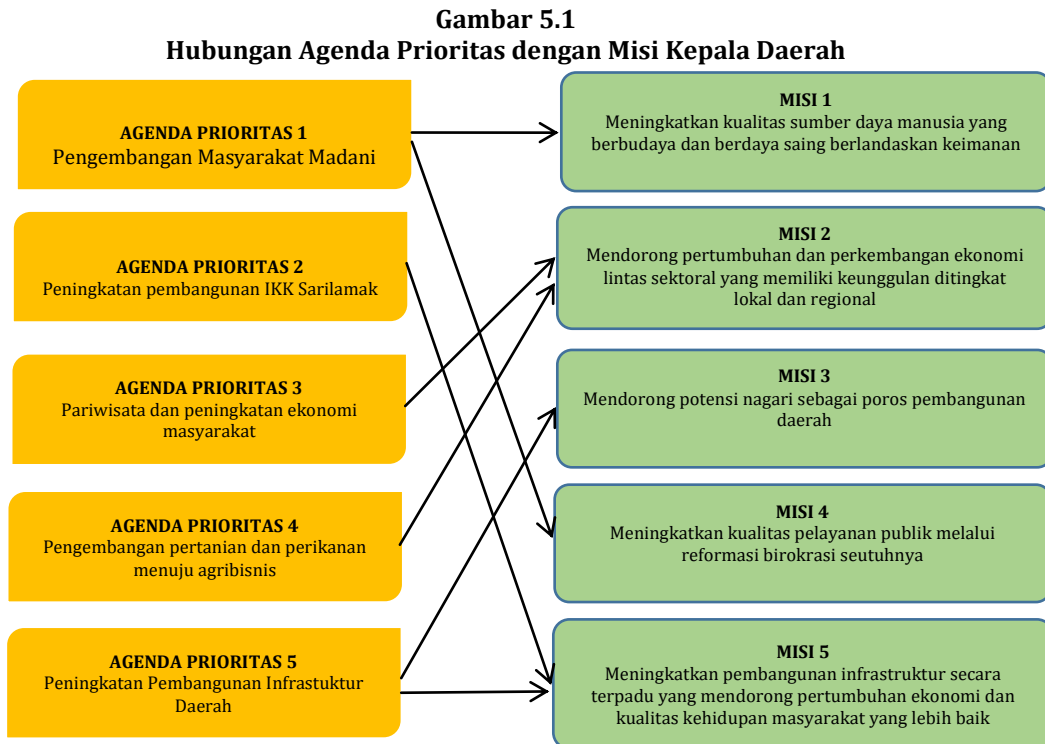 Gambar 5.1
Hubungan Agenda Prioritas dengan Misi Kepala Daerah
AGENDA PRIORITAS 1
Pengembangan Masyarakat Madani
MISI 1
Meningkatkan kualitas sumber daya manusia yang
berbudaya dan berdaya saing berlandaskan keimanan
AGENDA PRIORITAS 2
Peningkatan pembangunan IKK Sarilamak
MISI 2
Mendorong pertumbuhan dan perkembangan ekonomi
lintas sektoral yang memiliki keunggulan ditingkat
lokal dan regional
AGENDA PRIORITAS 3
Pariwisata dan peningkatan ekonomi
masyarakat
MISI 3
Mendorong potensi nagari sebagai poros pembangunan
daerah
AGENDA PRIORITAS 4
Pengembangan pertanian dan perikanan
menuju agribisnis
MISI 4
Meningkatkan kualitas pelayanan publik melalui
reformasi birokrasi seutuhnya
AGENDA PRIORITAS 5
Peningkatan Pembangunan Infrastuktur
Daerah
MISI 5
Meningkatkan pembangunan infrastruktur secara
terpadu yang mendorong pertumbuhan ekonomi dan
kualitas kehidupan masyarakat yang lebih baik